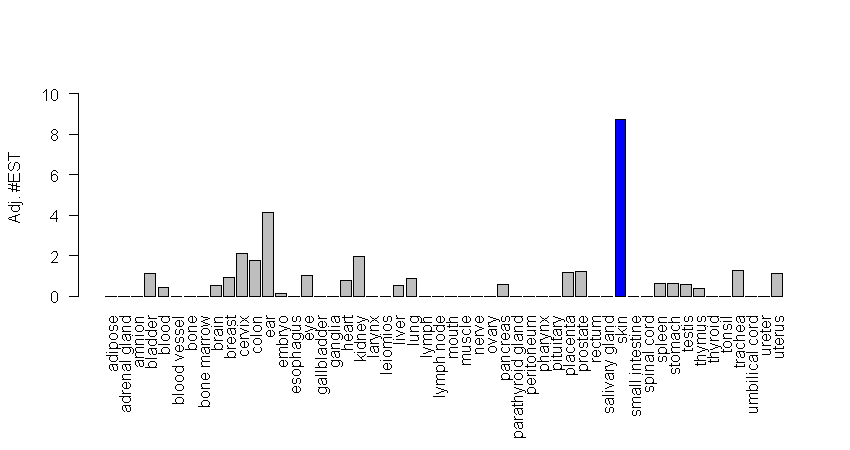 10
8
6
4
2
0
Adj. #EST
adipose
adrenal gland
amnion
bladder
blood
blood vessel
bone
bone marrow
brain
breast
cervix
colon
ear
embryo
esophagus
eye
gallbladder
ganglia
heart
kidney
larynx
leiomios
liver
lung
lymph
lymph node
mouth
muscle
nerve
ovary
pancreas
parathyroid gland
peritoneum
pharynx
pituitary
placenta
prostate
rectum
salivary gland
skin
small intestine
spinal cord
spleen
stomach
testis
thymus
thyroid
tonsil
trachea
umbilical cord
ureter
uterus